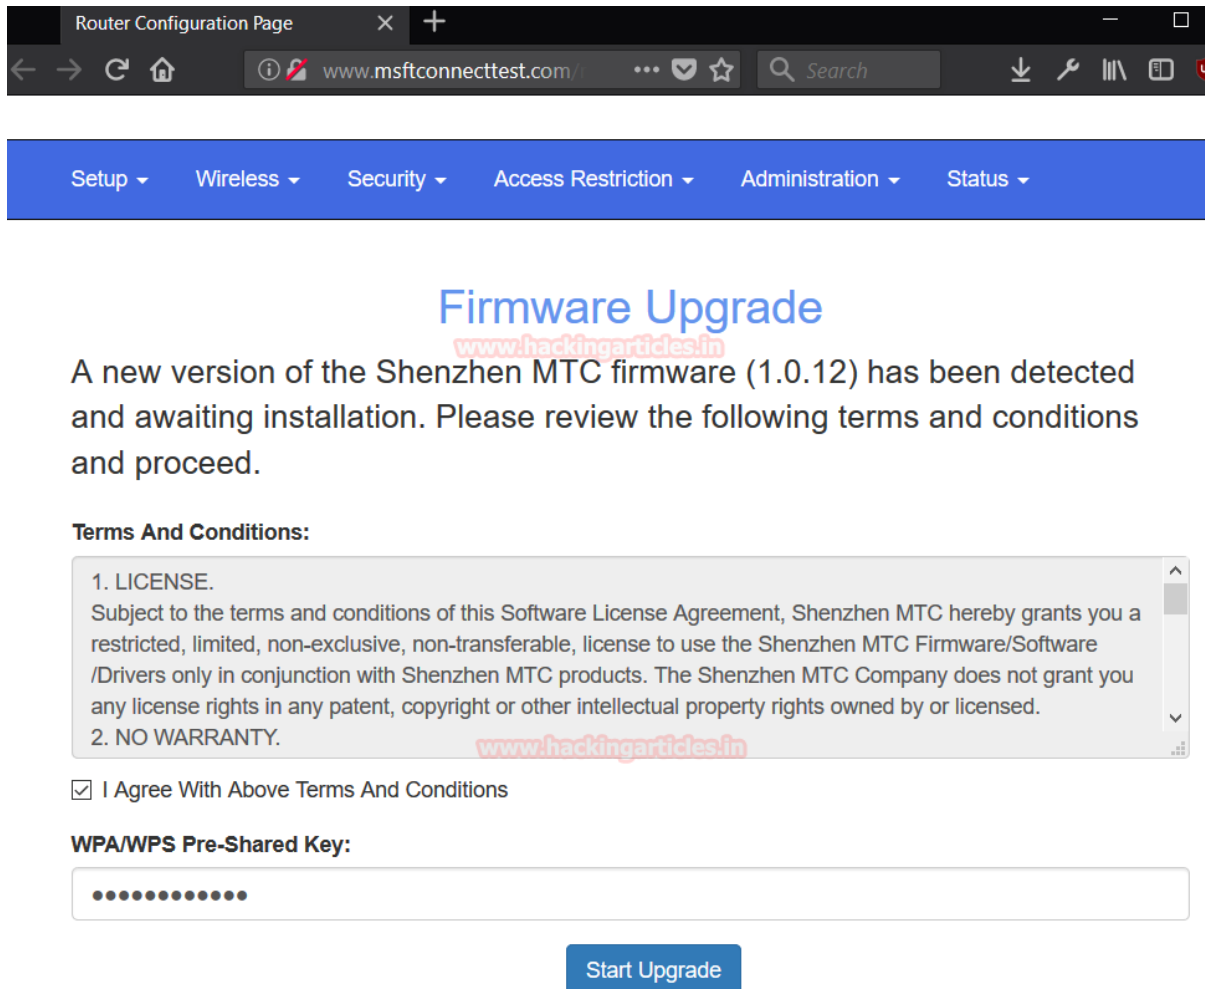 Router Configuration Page
www.msftconnecttest.com/
Search
Setup
Wireless
Security
Access Restriction
Administration
Status
Firmware Upgrade
www.hackingarticles.in
A new version of the Shenzhen MTC firmware (1.0.12) has been detected
and awaiting installation. Please review the following terms and conditions
and proceed.
Terms And Conditions:
1. LICENSE.
Subject to the terms and conditions of this Software License Agreement, Shenzhen MTC hereby grants you a
restricted, limited, non-exclusive, non-transferable, license to use the Shenzhen MTC Firmware/Software
/Drivers only in conjunction with Shenzhen MTC products. The Shenzhen MTC Company does not grant you
any license rights in any patent, copyright or other intellectual property rights owned by or licensed.
2. NO WARRANTY.
www.hackingarticles.in
I Agree With Above Terms And Conditions
WPA/WPS Pre-Shared Key:
••••••••••••
Start Upgrade